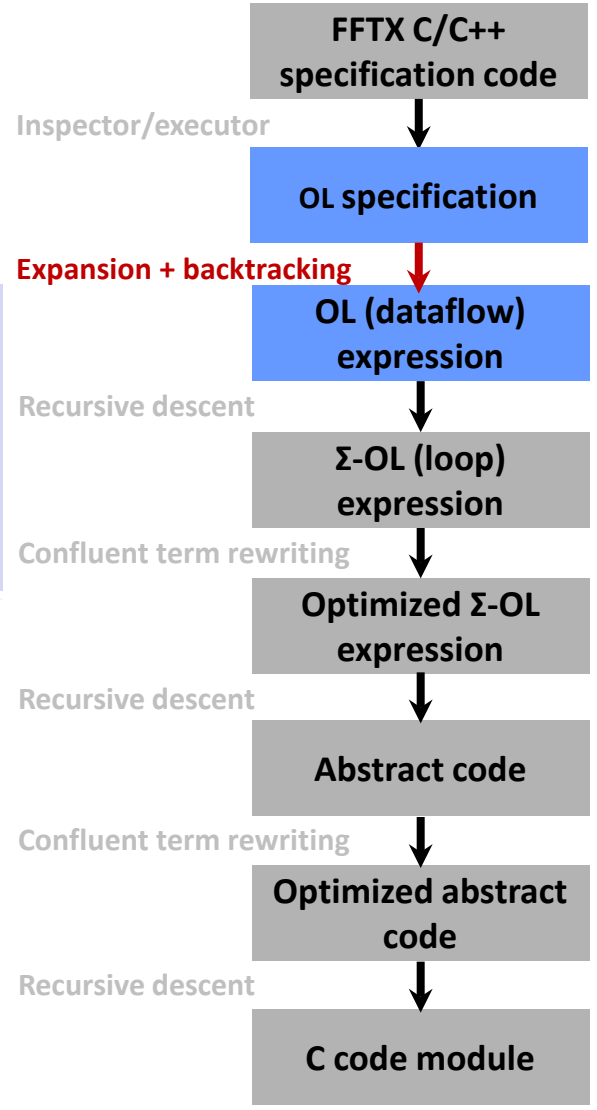 FFTX C/C++
specification code
Inspector/executor
OL specification
Expansion + backtracking
OL (dataflow)
expression
Recursive descent
Σ-OL (loop)
expression
Confluent term rewriting
Optimized Σ-OL
expression
Recursive descent
Abstract code
Confluent term rewriting
Optimized abstract
code
Recursive descent
C code module